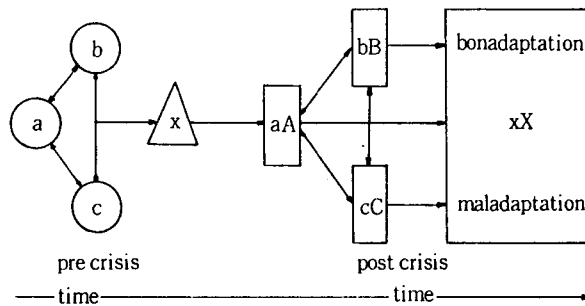 b
bB
bonadaptation
a
x
aA
xX
c
cC
maladaptation
pre crisis
post crisis
time
time